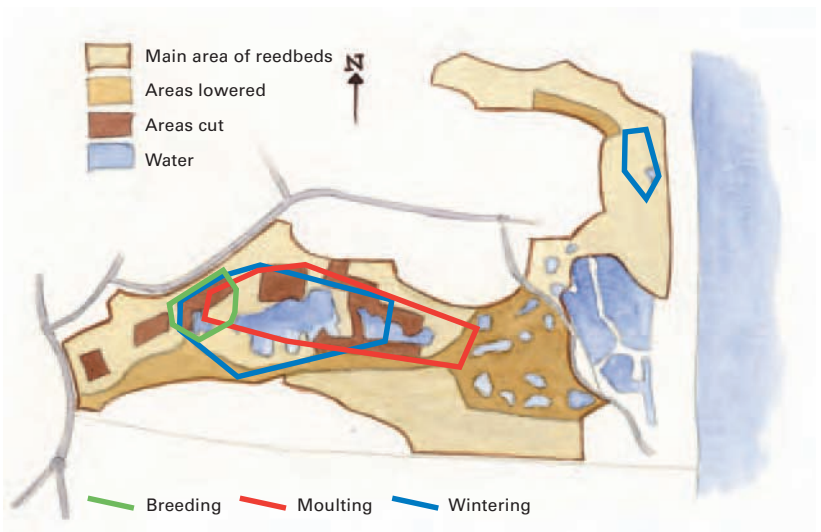 Main area of reedbeds
Areas lowered
Areas cut
Water
N
Breeding Moulting Wintering